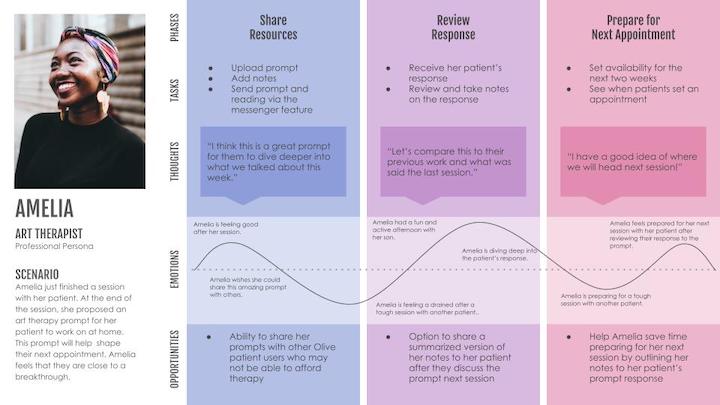 PHASES
Share
Resources
Review
Response
Prepare for
Next Appointment
TASKS
● Upload prompt
● Add notes
● Send prompt and
reading via the
messenger feature
● Receive her patient's
response
● Review and take notes
on the response
● Set availability for the
next two weeks
● See when patients set an
appointment
THOUGHTS
"I think this is a great prompt
for them to dive deeper into
what we talked about this
week."
"Let's compare this to their
previous work and what was
said the last session."
"I have a good idea of where
we will head next session!"
AMELIA
ART THERAPIST
Professional Persona
SCENARIO
Amelia just finished a session
with her patient. At the end of
the session, she proposed an
art therapy prompt for her
patient to work on at home.
This prompt will help shape
their next appointment. Amelia
feels that they are close to a
breakthrough.
EMOTIONS
Amelia is feeling good
after her session.
Amelia wishes she could
share this amazing prompt
with others.
Amelia had a fun and
active afternoon with
her son.
Amelia is diving deep into
the patient's response.
Amelia is feeling a drained after a
tough session with another patient..
Amelia feels prepared for her next
session with her patient after
reviewing their response to the
prompt.
Amelia is preparing for a tough
session with another patient.
OPPORTUNITIES
● Ability to share her
prompts with other Olive
patient users who may
not be able to afford
therapy
● Option to share a
summarized version of
her notes to her patient
after they discuss the
prompt next session
● Help Amelia save time
preparing for her next
session by outlining her
notes to her patient's
prompt response